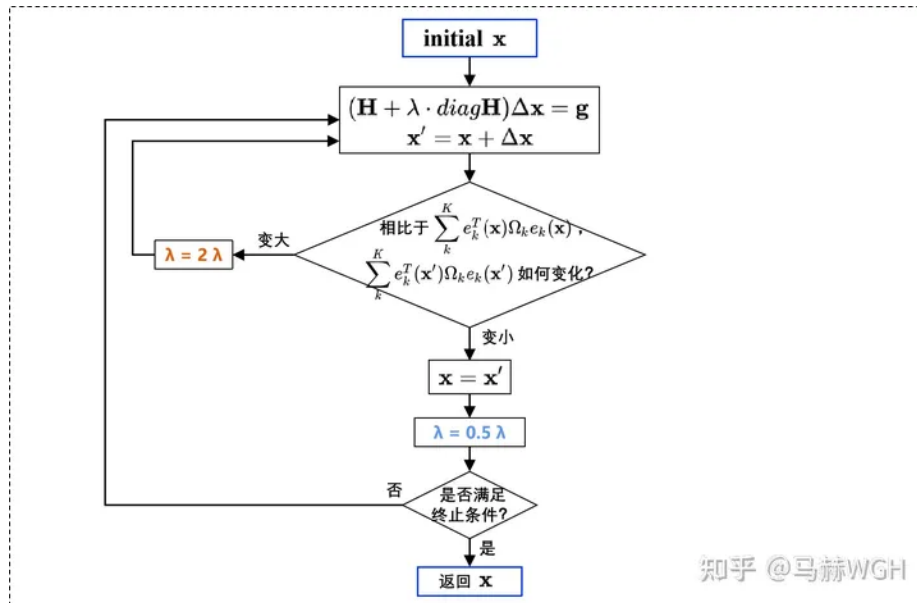 initial x
(H + λ · diagH)Δx = g
x′ = x + Δx
相比于 ∑_k^K e_k^T(x)Ω_k e_k(x)，
∑_k^K e_k^T(x′)Ω_k e_k(x′) 如何变化?
变大
λ = 2 λ
变小
x = x′
λ = 0.5 λ
否
是否满足
终止条件?
是
返回 x
知乎 @马赫WGH